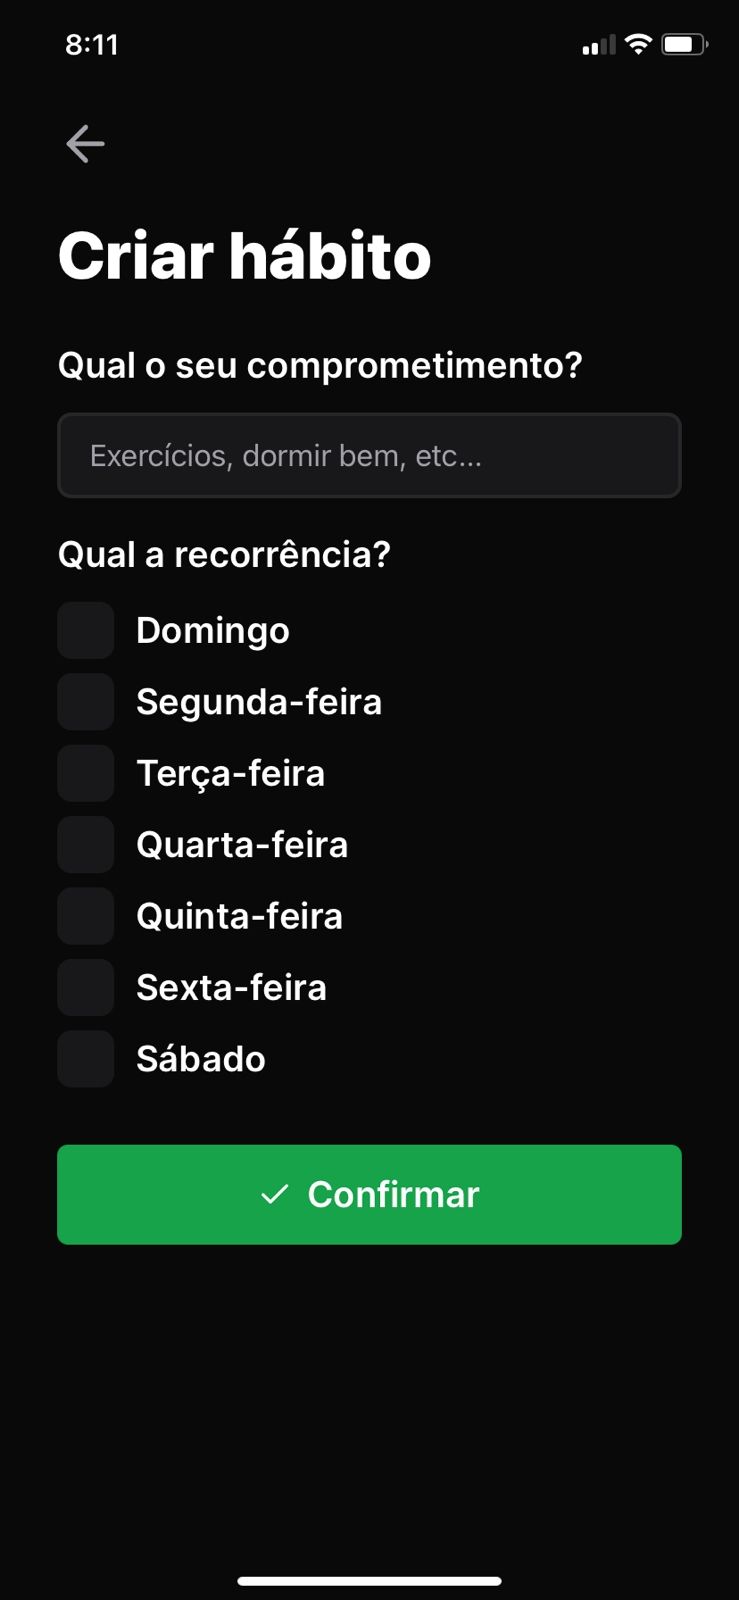 8:11
Criar hábito
Qual o seu comprometimento?
Exercícios, dormir bem, etc...
Qual a recorrência?
Domingo
Segunda-feira
Terça-feira
Quarta-feira
Quinta-feira
Sexta-feira
Sábado
Confirmar